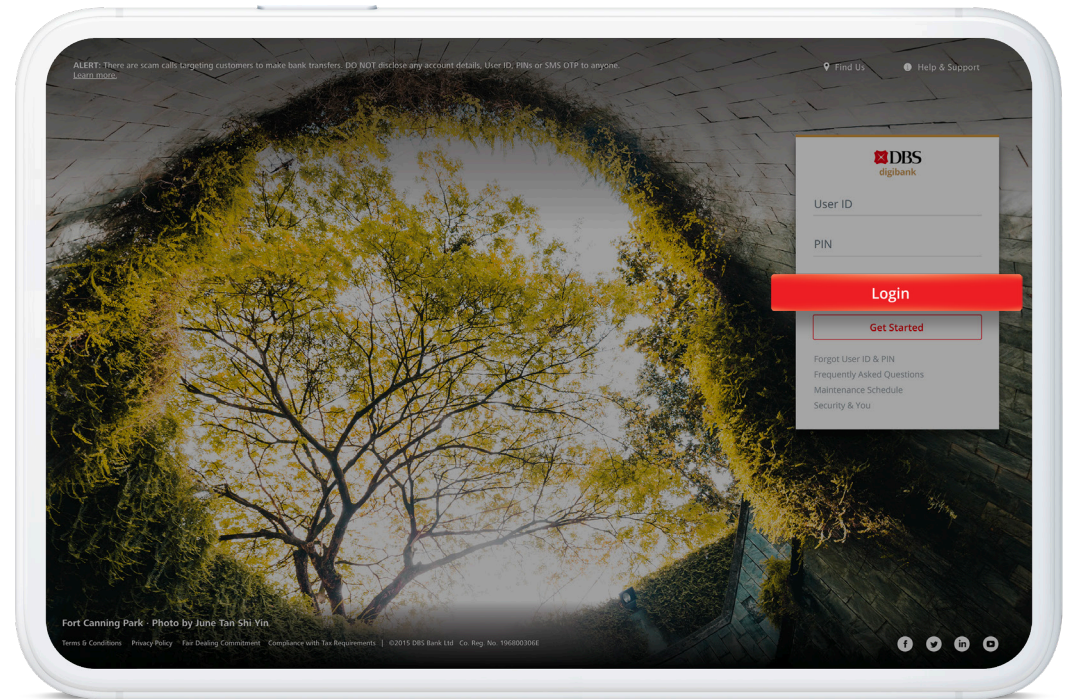 ALERT: There are scam calls targeting customers to make bank transfers. DO NOT disclose any account details, User ID, PINs or SMS OTP to anyone.
Learn more.
Find Us
Help & Support
DBS
digibank
User ID
PIN
Login
Get Started
Forgot User ID & PIN
Frequently Asked Questions
Maintenance Schedule
Security & You
Fort Canning Park · Photo by June Tan Shi Yin
Terms & Conditions Privacy Policy Fair Dealing Commitment Compliance with Tax Requirements | ©2015 DBS Bank Ltd Co. Reg. No. 196800306E